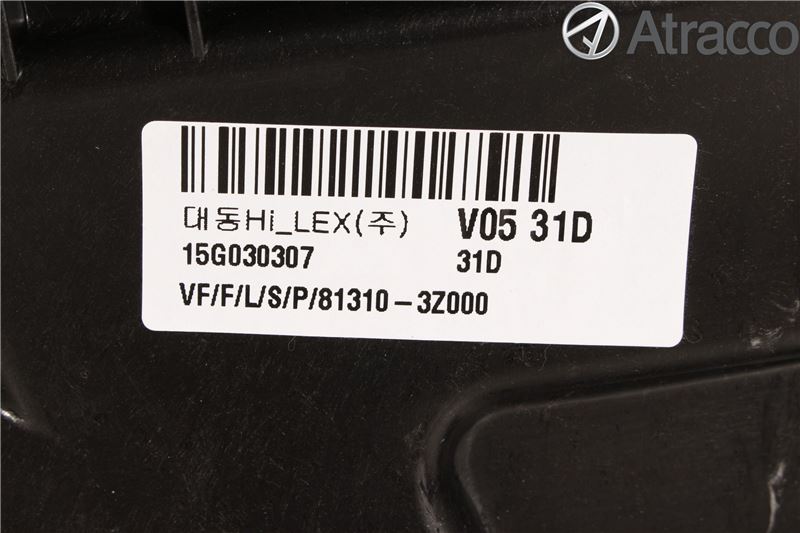 Atracco
대동Hi_LEX(주) V05 31D
15G030307 31D
VF/F/L/S/P/81310-3Z000